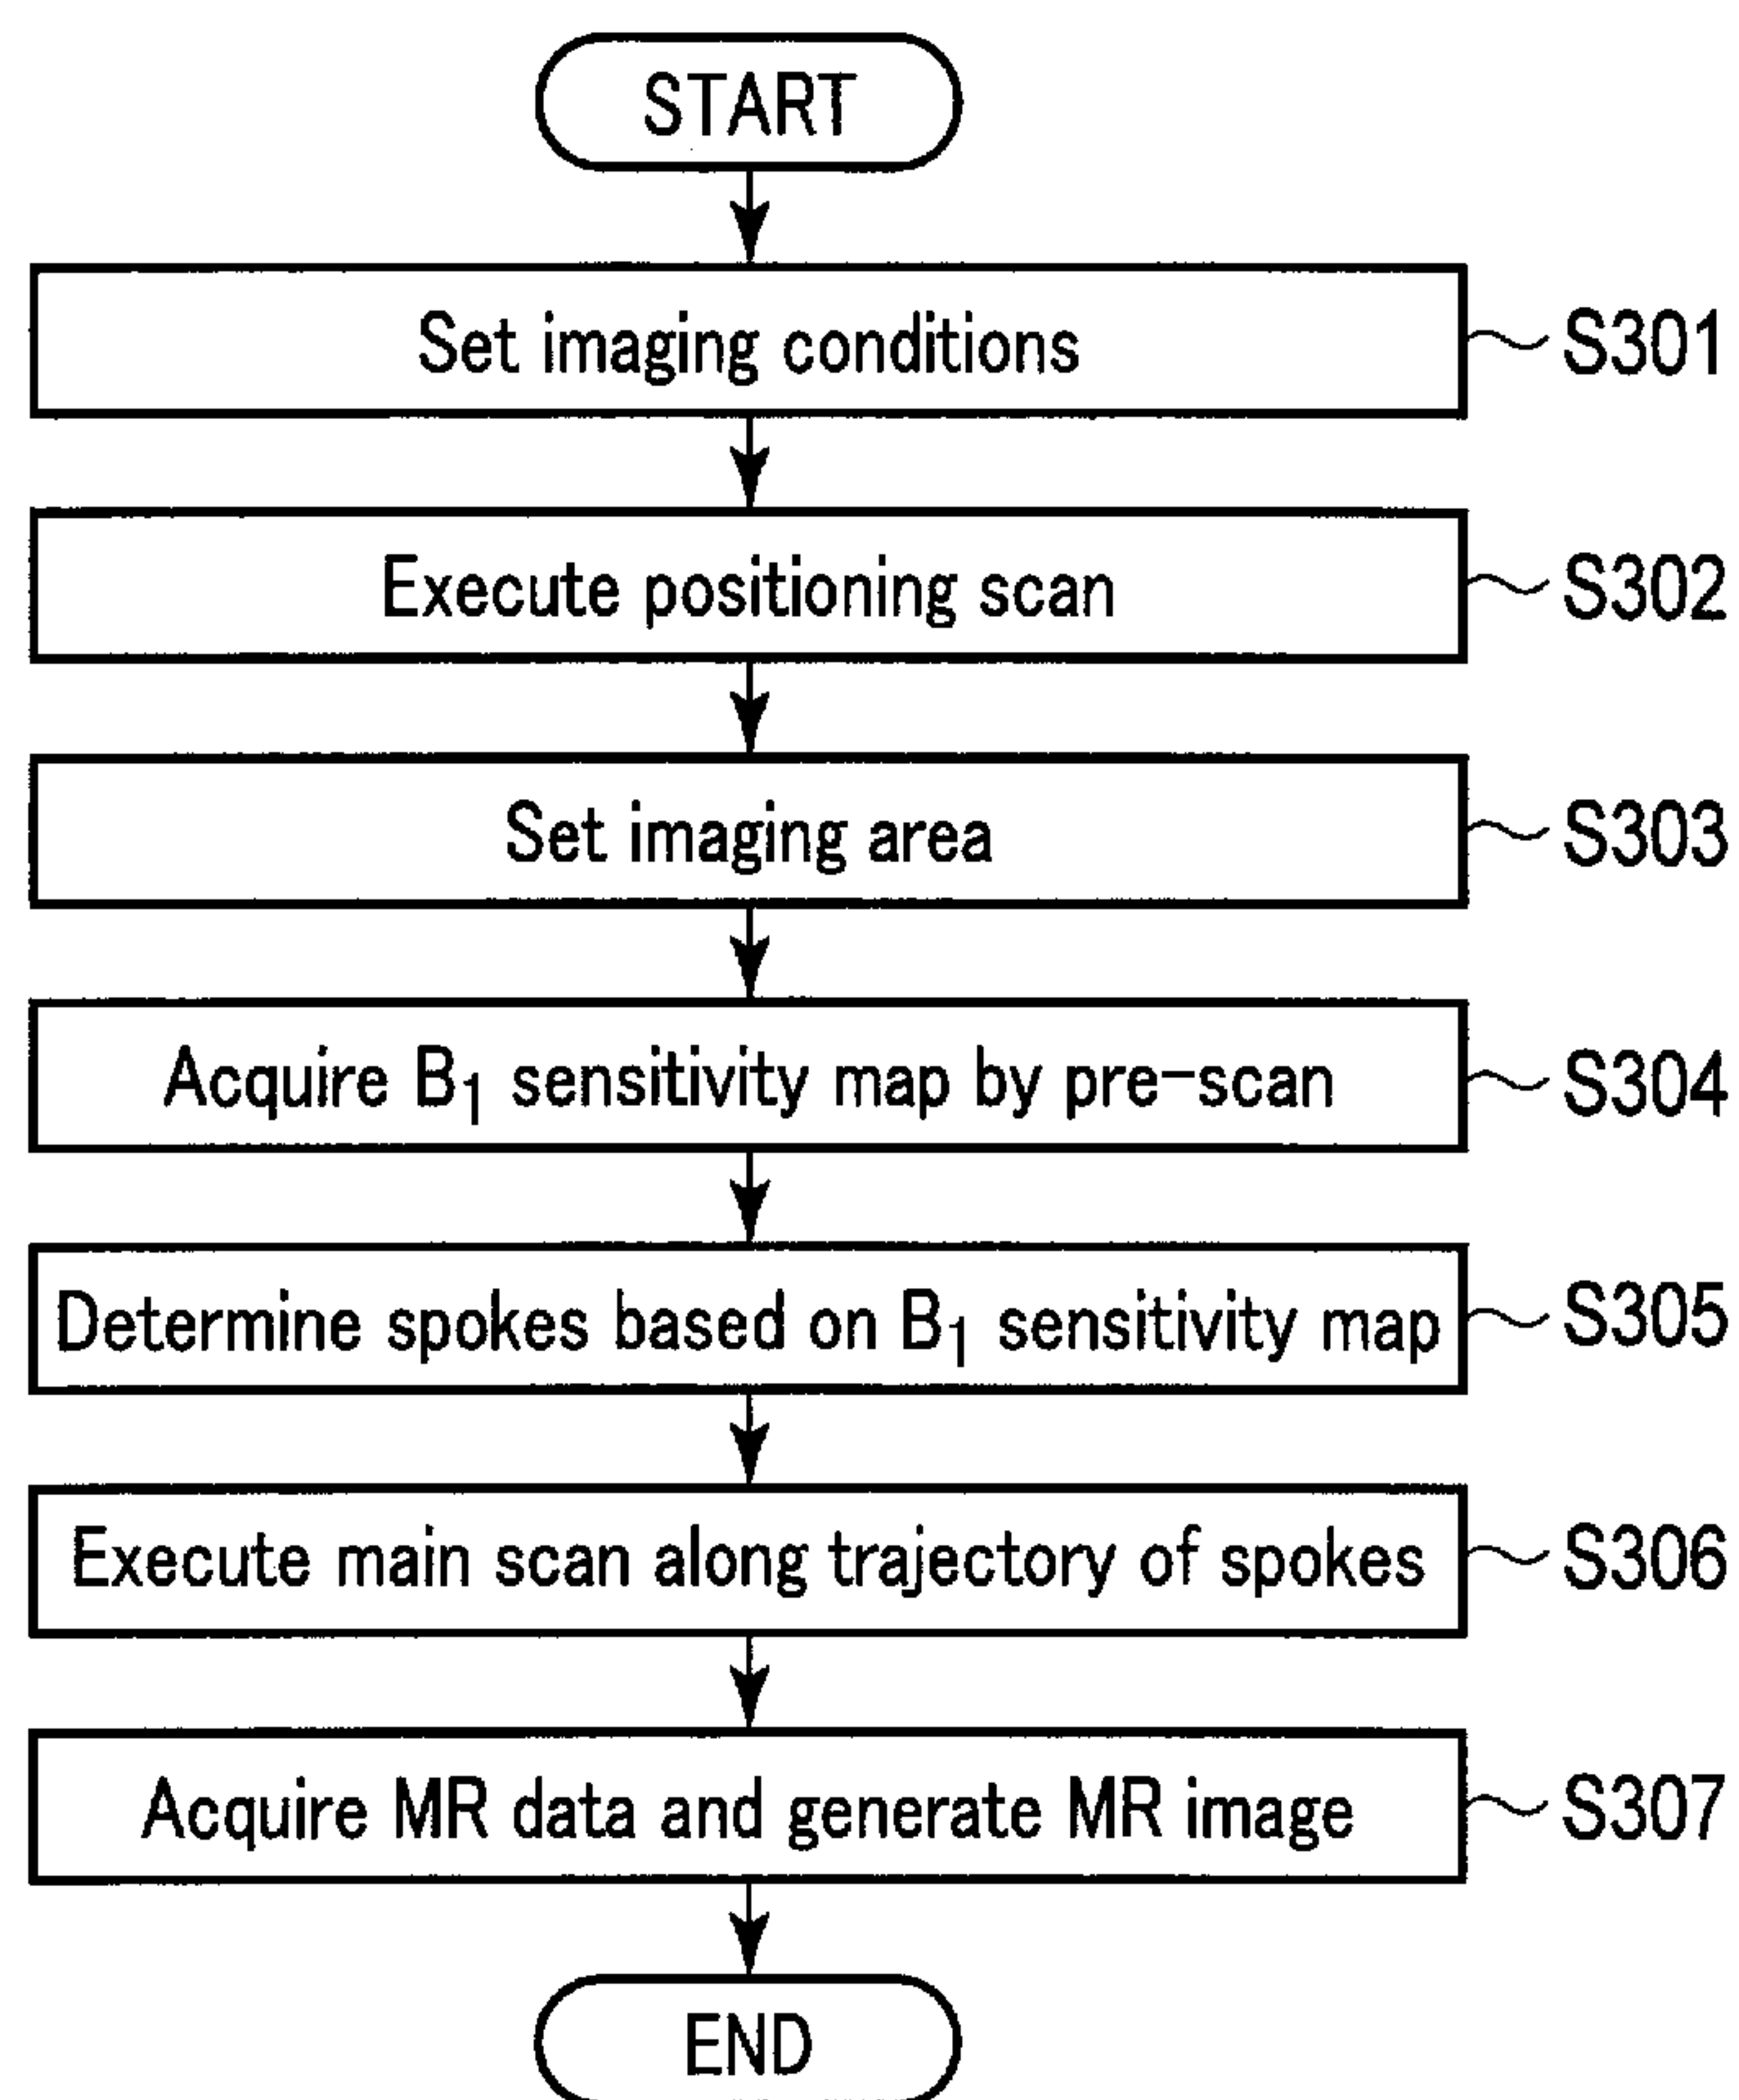 START
Set imaging conditions S301
Execute positioning scan S302
Set imaging area S303
Acquire B1 sensitivity map by pre-scan S304
Determine spokes based on B1 sensitivity map S305
Execute main scan along trajectory of spokes S306
Acquire MR data and generate MR image S307
END